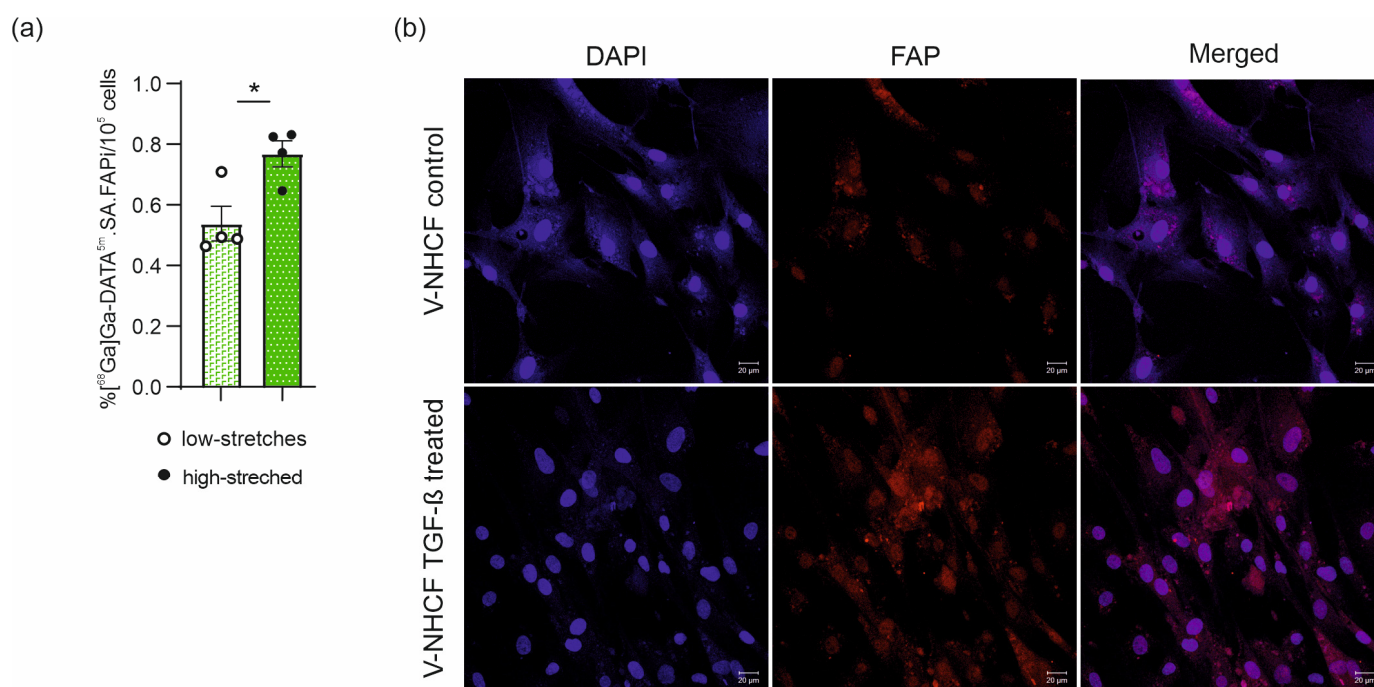 (a)
%[⁶⁸Ga]Ga-DATA⁵ᵐ.SA.FAPi/10⁵ cells
1.0
*
0.8
0.6
0.4
0.2
0.0
low-stretches
high-streched
(b)
DAPI
FAP
Merged
V-NHCF control
20 µm
20 µm
20 µm
V-NHCF TGF-ß treated
20 µm
20 µm
20 µm